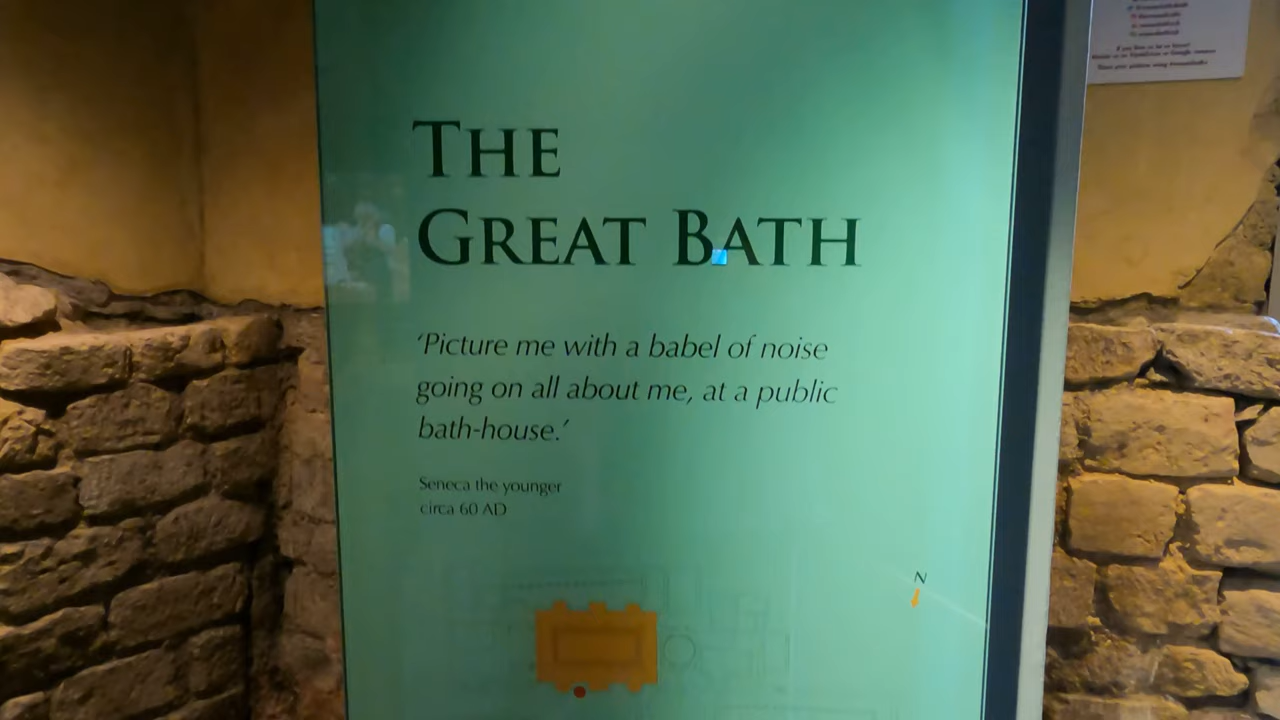 THE
GREAT BATH
‘Picture me with a babel of noise
going on all about me, at a public
bath-house.’
Seneca the younger
circa 60 AD
N